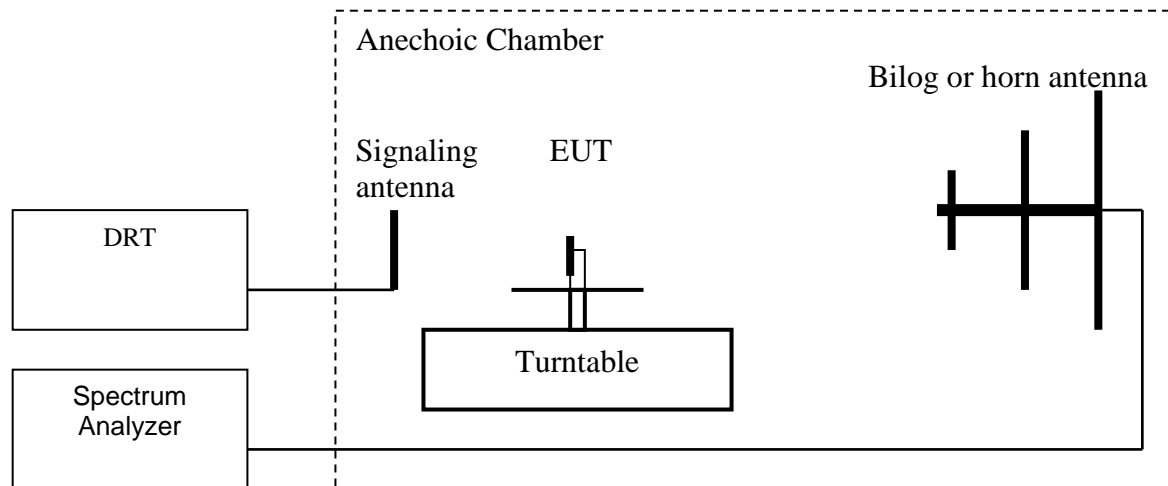 Anechoic Chamber
Bilog or horn antenna
Signaling
antenna
EUT
DRT
Turntable
Spectrum
Analyzer